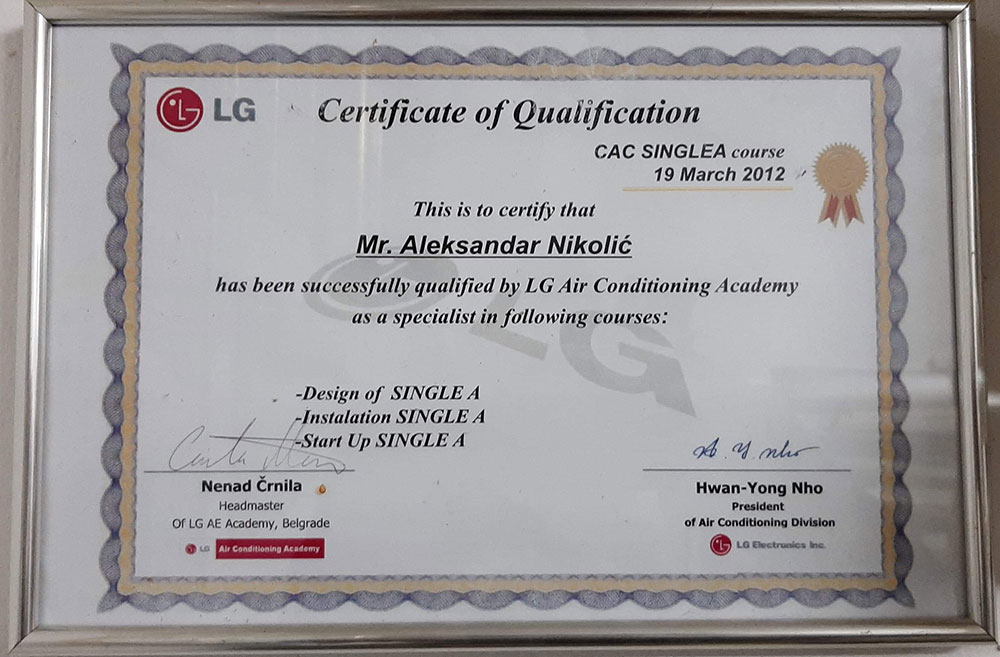 LG
Certificate of Qualification
CAC SINGLEA course
19 March 2012
This is to certify that
Mr. Aleksandar Nikolić
has been successfully qualified by LG Air Conditioning Academy
as a specialist in following courses:
LG
-Design of SINGLE A
-Instalation SINGLE A
-Start Up SINGLE A
Nenad Črnila
Headmaster
Of LG AE Academy, Belgrade
LG Air Conditioning Academy
A. Y. Nho
Hwan-Yong Nho
President
of Air Conditioning Division
LG Electronics Inc.